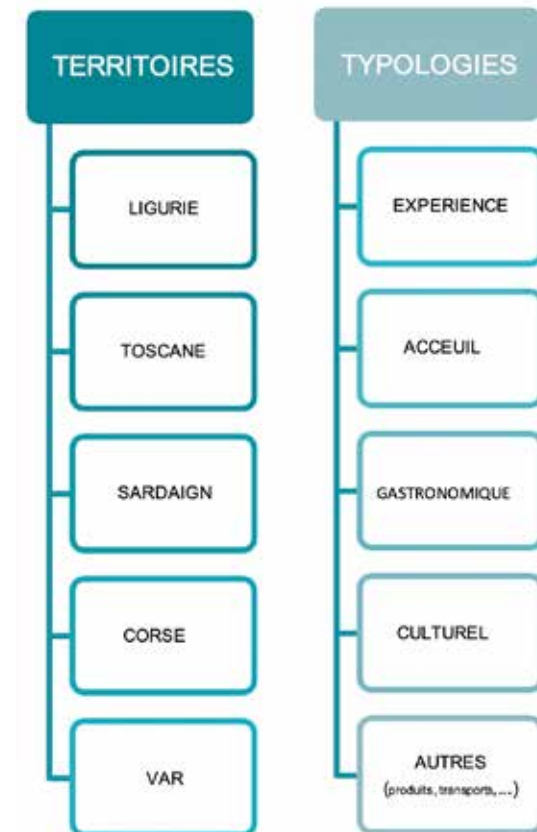 TERRITOIRES
LIGURIE
TOSCANE
SARDAIGN
CORSE
VAR
TYPOLOGIES
EXPERIENCE
ACCEUIL
GASTRONOMIQUE
CULTUREL
AUTRES
(produits, transports, ....)